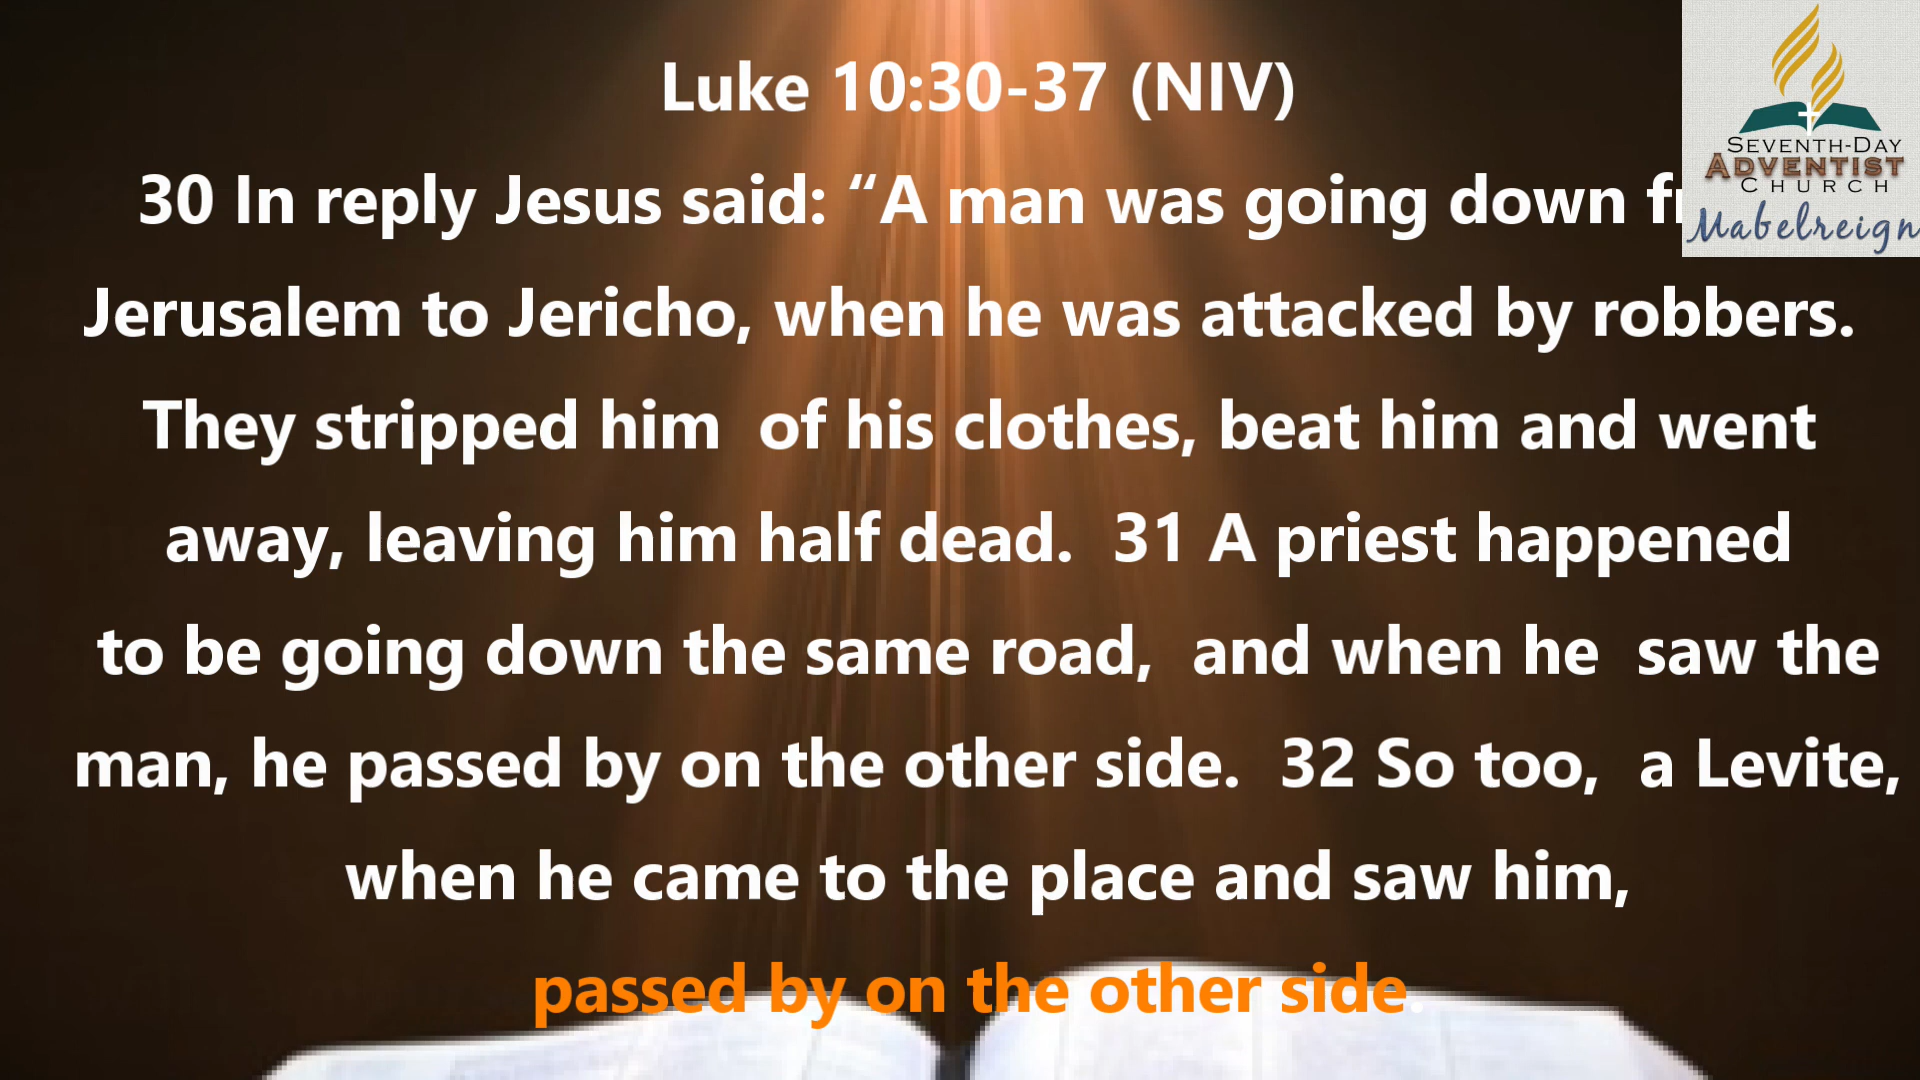 Luke 10:30-37 (NIV)
30 In reply Jesus said: “A man was going down
Jerusalem to Jericho, when he was attacked by robbers.
They stripped him of his clothes, beat him and went
away, leaving him half dead. 31 A priest happened
to be going down the same road, and when he saw the
man, he passed by on the other side. 32 So too, a Levite,
when he came to the place and saw him,
passed by on the other side.
SEVENTH-DAY
ADVENTIST
CHURCH
Mabelreign